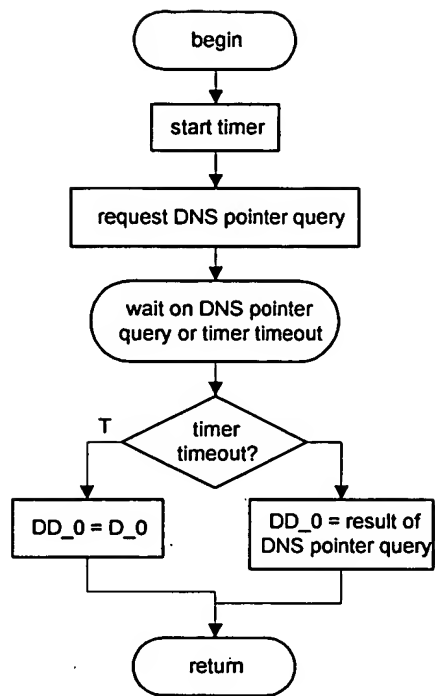 begin
start timer
request DNS pointer query
wait on DNS pointer
query or timer timeout
T
timer
timeout?
DD_0 = D_0
DD_0 = result of
DNS pointer query
return